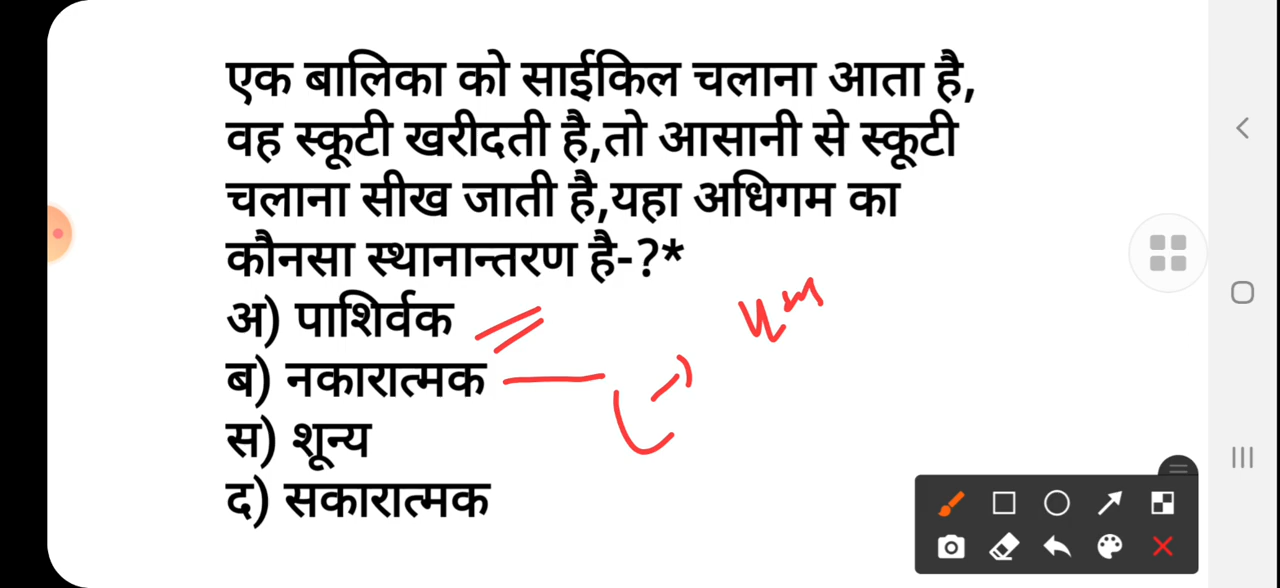 एक बालिका को साईकिल चलाना आता है,
वह स्कूटी खरीदती है,तो आसानी से स्कूटी
चलाना सीख जाती है,यहा अधिगम का
कौनसा स्थानान्तरण है-?*
अ) पाशिर्वक
ब) नकारात्मक
स) शून्य
द) सकारात्मक